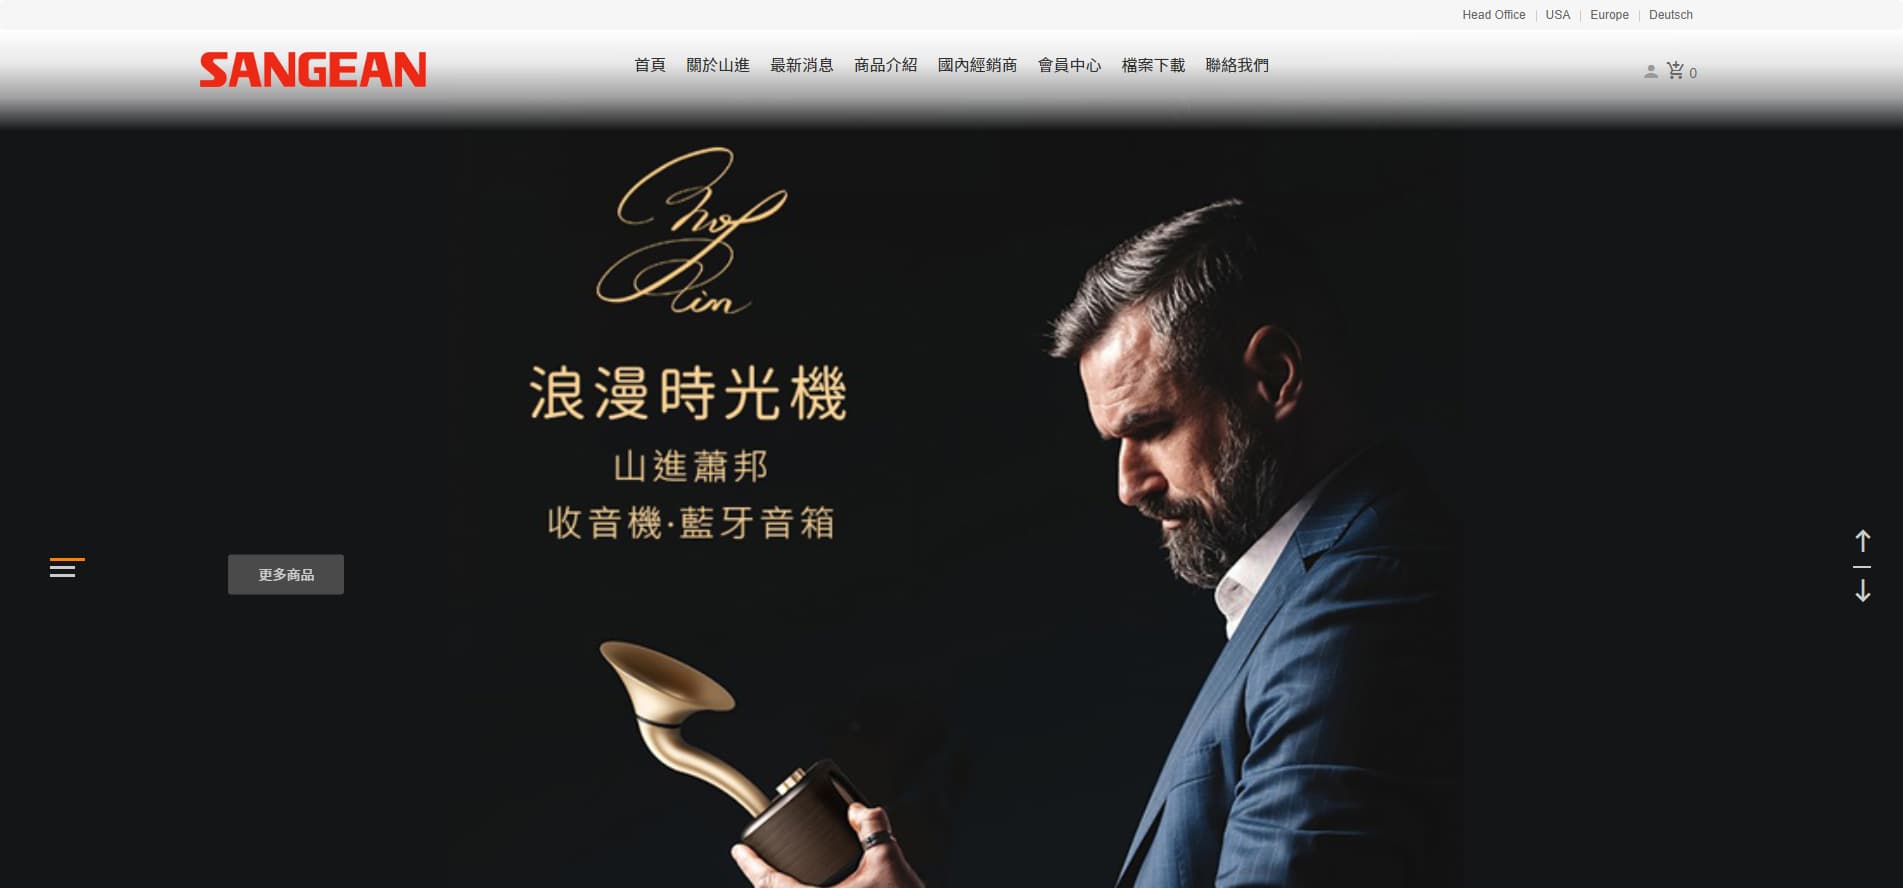 Head Office | USA | Europe | Deutsch
SANGEAN
首頁 關於山進 最新消息 商品介紹 國內經銷商 會員中心 檔案下載 聯絡我們
0
浪漫時光機
山進蕭邦
收音機·藍牙音箱
更多商品